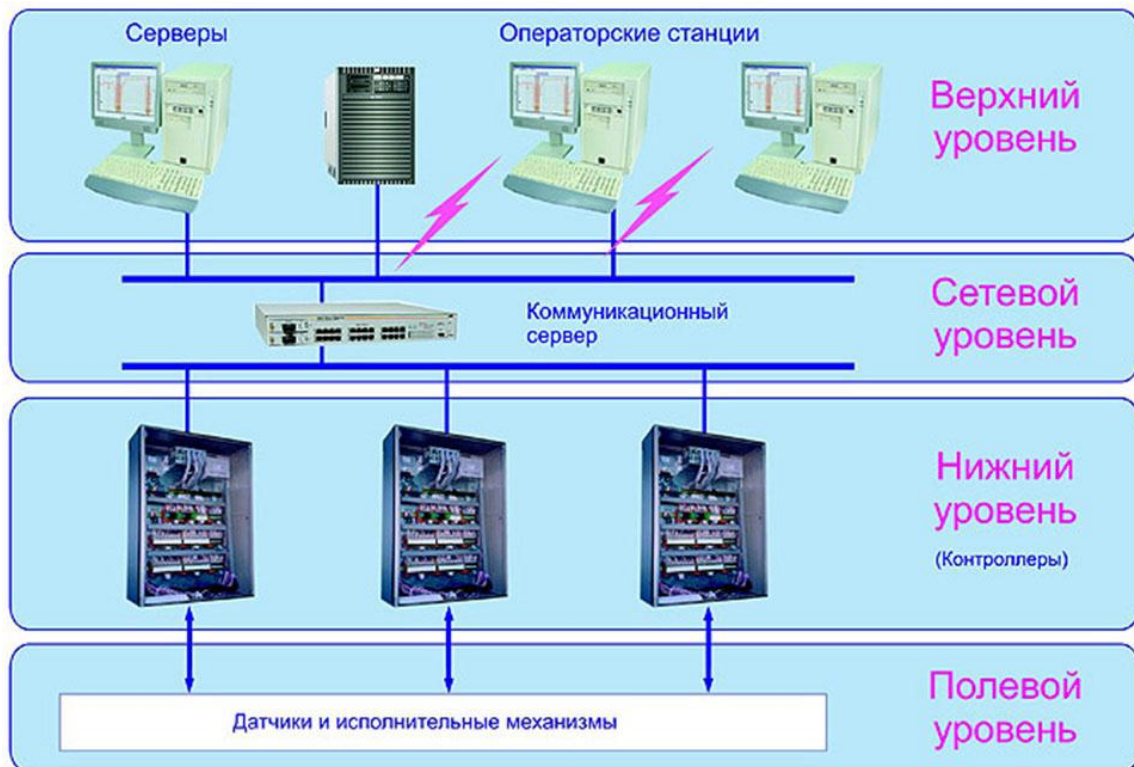 Серверы
Операторские станции
Верхний
уровень
Коммуникационный
сервер
Сетевой
уровень
Нижний
уровень
(Контроллеры)
Датчики и исполнительные механизмы
Полевой
уровень